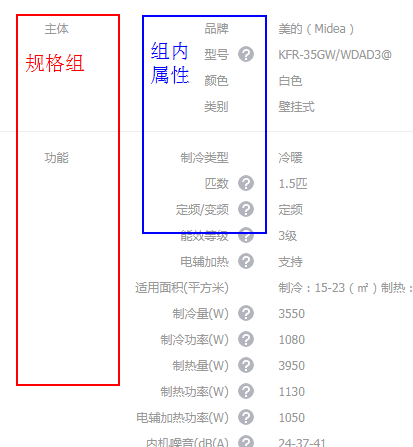 主体 品牌 美的（Midea）
规格组 组内属性 型号 ? KFR-35GW/WDAD3@
颜色 白色
类别 壁挂式
功能 制冷类型 冷暖
匹数 ? 1.5匹
定频/变频 ? 定频
能效等级 ? 3级
电辅加热 ? 支持
适用面积(平方米) 制冷：15-23（㎡）制热：
制冷量(W) ? 3550
制冷功率(W) ? 1080
制热量(W) ? 3950
制热功率(W) ? 1130
电辅加热功率(W) ? 1050
内机噪音(dB(A) ? 24-37-41